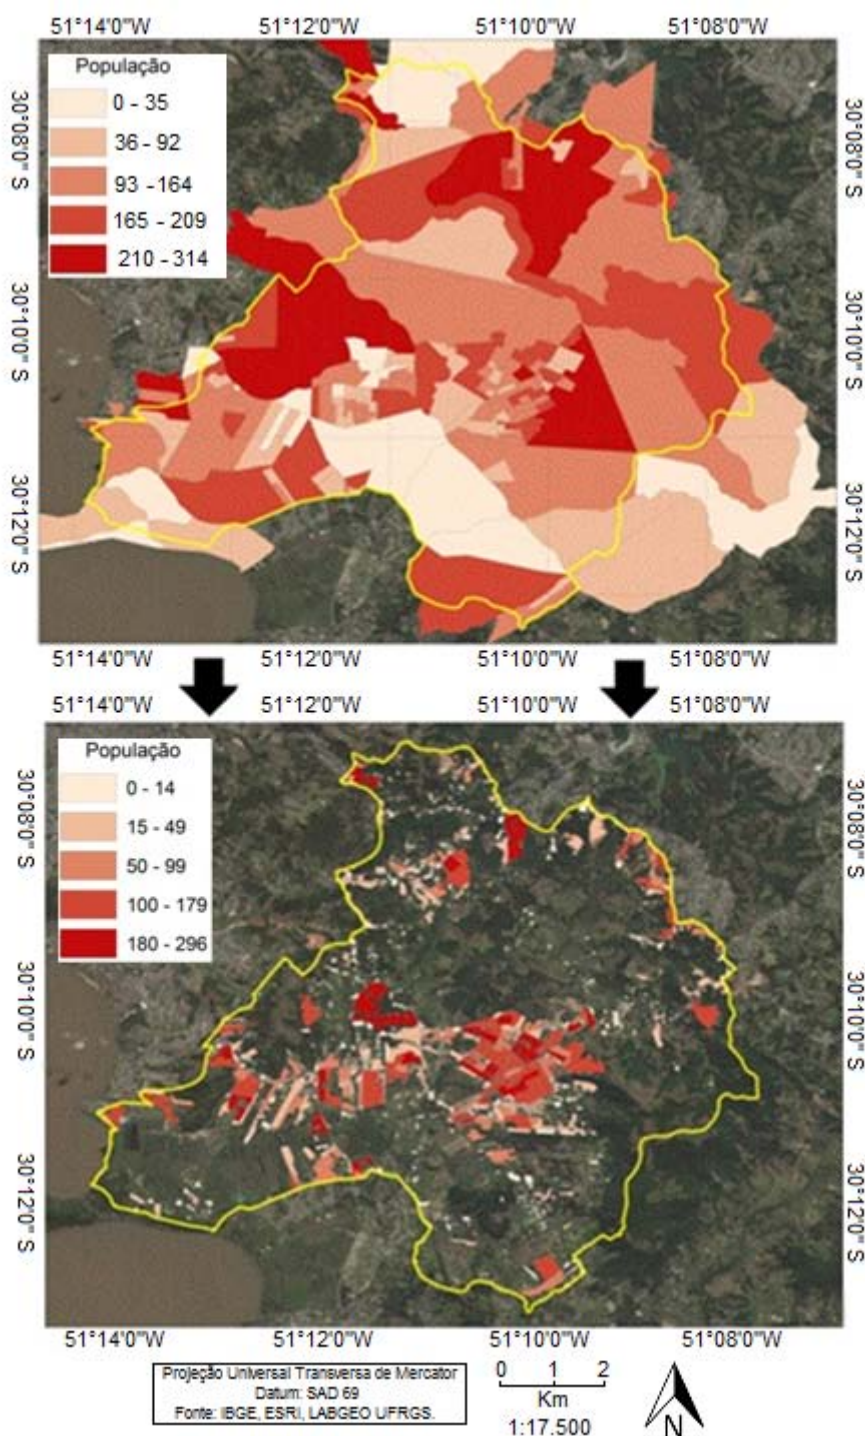 51°14'0"W 51°12'0"W 51°10'0"W 51°08'0"W
População
0 - 35
36 - 92
93 -164
165 - 209
210 - 314
30°08'0" S
30°10'0" S
30°12'0" S
30°08'0" S
30°10'0" S
30°12'0" S
51°14'0"W 51°12'0"W 51°10'0"W 51°08'0"W
51°14'0"W 51°12'0"W 51°10'0"W 51°08'0"W
População
0 - 14
15 - 49
50 - 99
100 - 179
180 - 296
30°08'0" S
30°10'0" S
30°12'0" S
30°08'0" S
30°10'0" S
30°12'0" S
51°14'0"W 51°12'0"W 51°10'0"W 51°08'0"W
Projeção Universal Transversa de Mercator
Datum: SAD 69
Fonte: IBGE, ESRI, LABGEO UFRGS.
0 1 2
Km
1:17.500
N